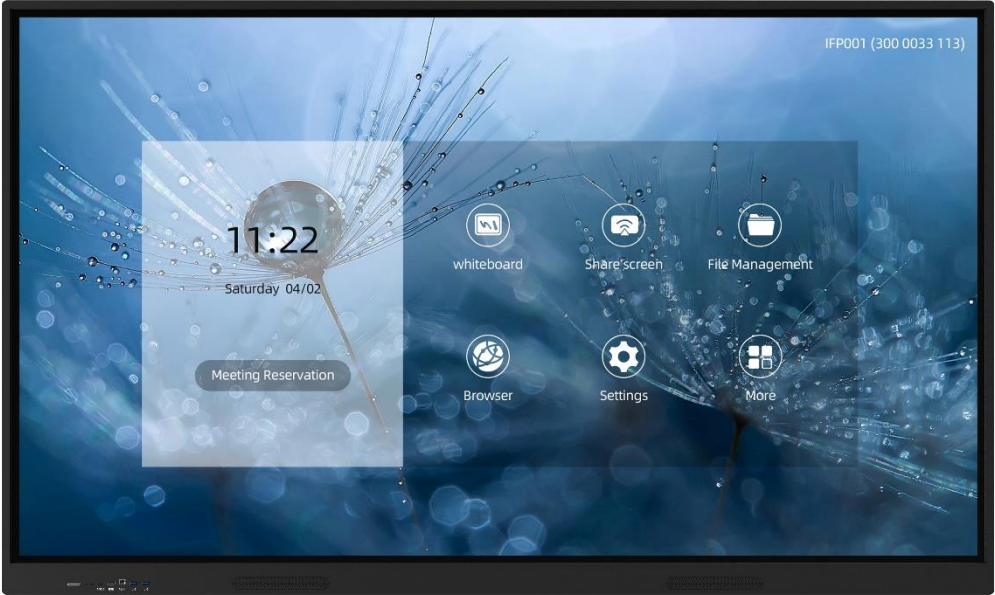 IFP001 (300 0033 113)
11:22
Saturday 04/02
Meeting Reservation
whiteboard
Share screen
File Management
Browser
Settings
More